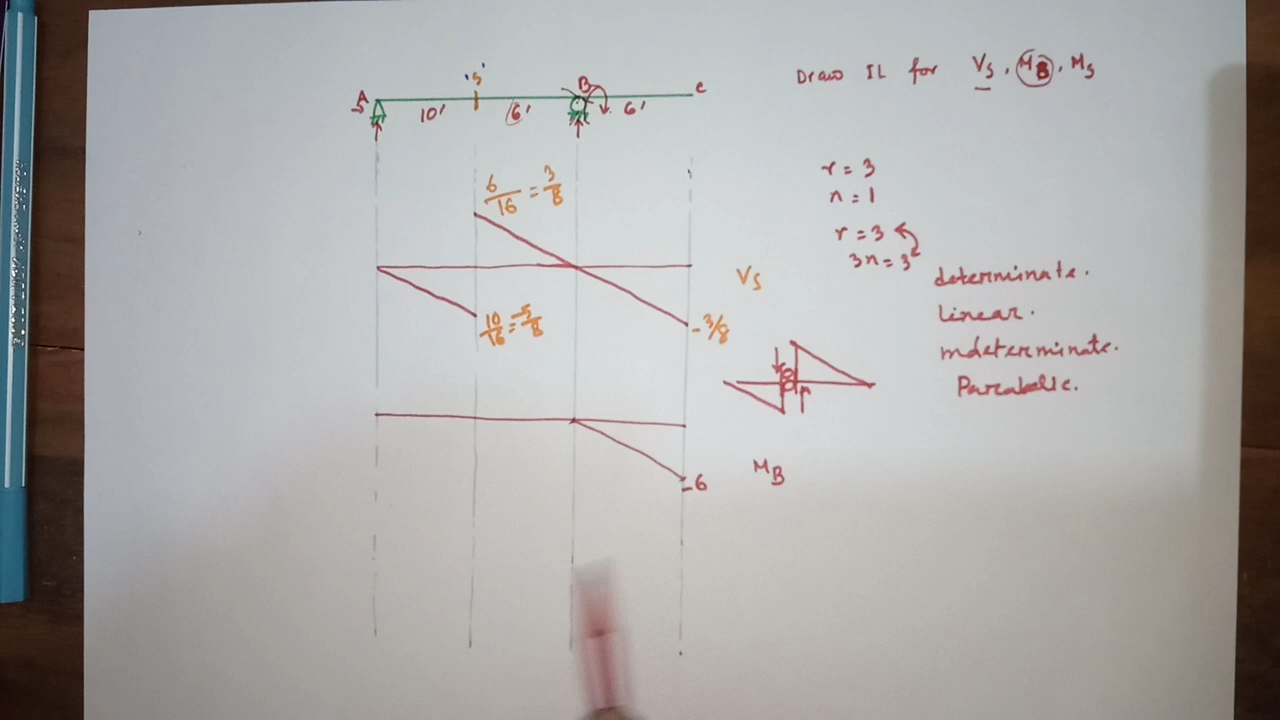 Draw IL for Vs, MB, Ms
'S'
A
B
C
10'
6'
6'
6/16 = 3/8
r = 3
n = 1
r = 3
3n = 3
Vs
determinate.
linear.
indeterminate.
Parabolic.
10/16 = -5/8
-3/8
MB
-6